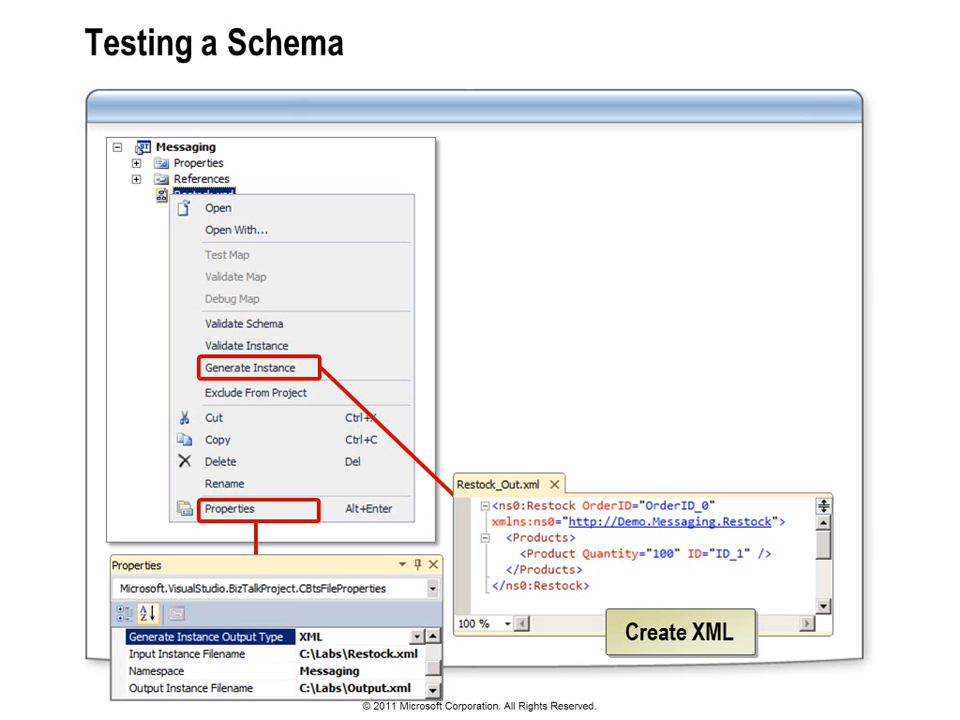 Testing a Schema
Messaging
Properties
References
Open
Open With...
Test Map
Validate Map
Debug Map
Validate Schema
Validate Instance
Generate Instance
Exclude From Project
Cut
Copy Ctrl+C
Delete Del
Rename
Properties Alt+Enter
Restock_Out.xml
<ns0:Restock OrderID="OrderID_0"
xmlns:ns0="http://Demo.Messaging.Restock">
<Products>
<Product Quantity="100" ID="ID_1" />
</Products>
</ns0:Restock>
100 %
Create XML
Properties
Microsoft.VisualStudio.BizTalkProject.CBtsFileProperties
Generate Instance Output Type XML
Input Instance Filename C:\Labs\Restock.xml
Namespace Messaging
Output Instance Filename C:\Labs\Output.xml
© 2011 Microsoft Corporation. All Rights Reserved.